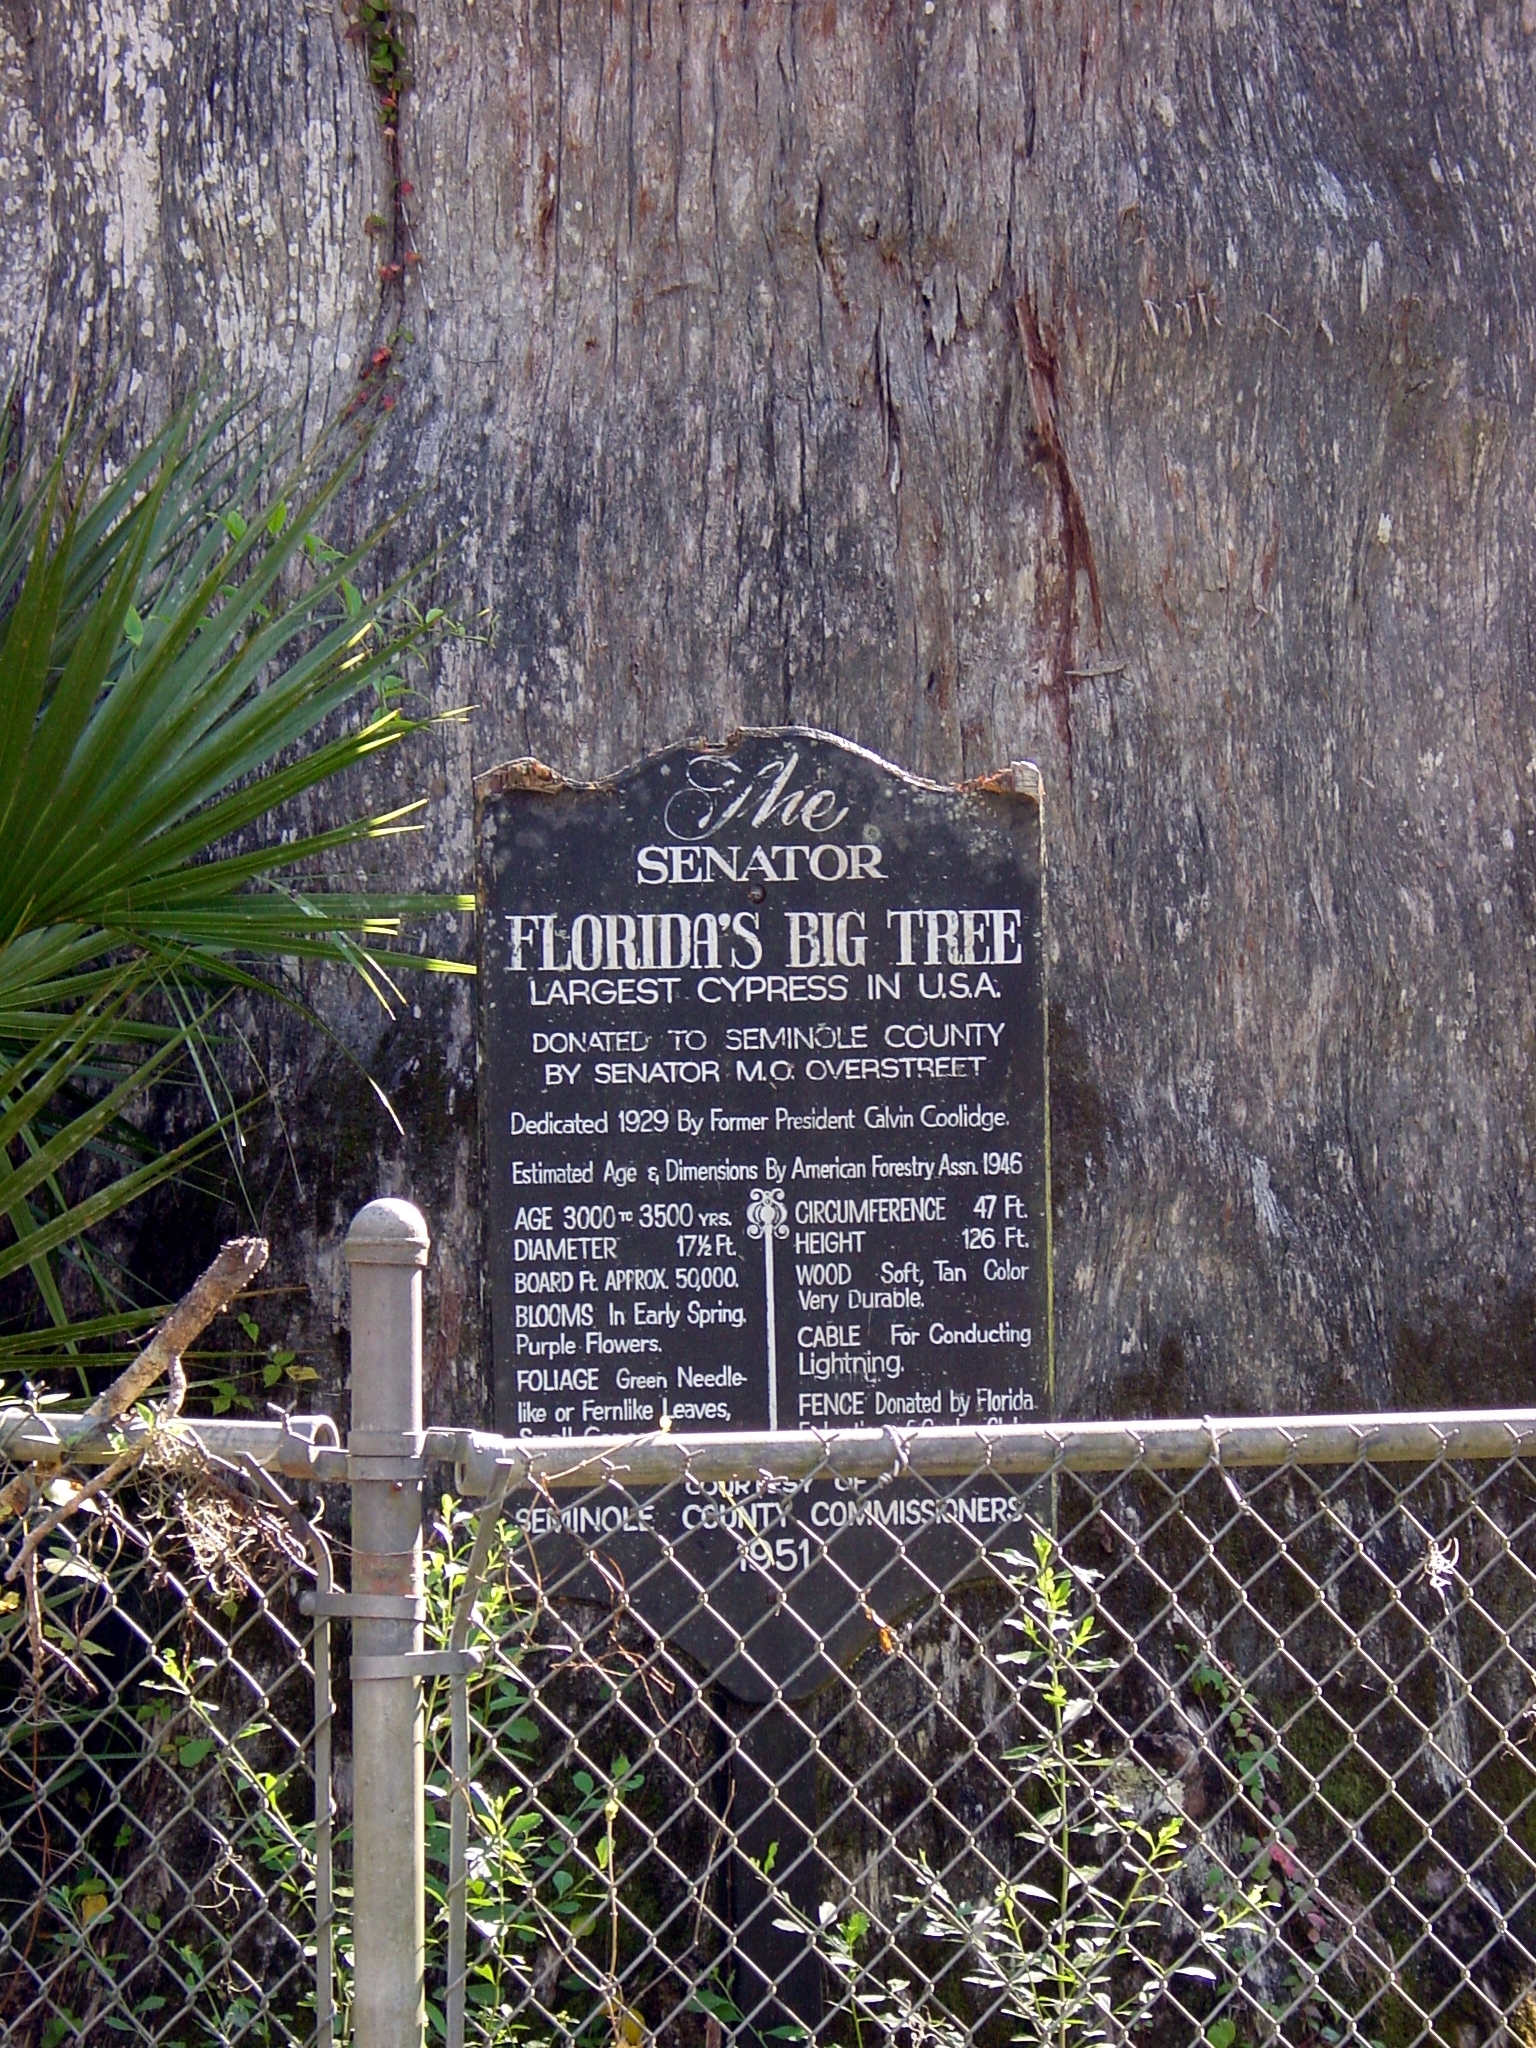 The
SENATOR
FLORIDA'S BIG TREE
LARGEST CYPRESS IN U.S.A.
DONATED TO SEMINOLE COUNTY
BY SENATOR M.O. OVERSTREET
Dedicated 1929 By Former President Calvin Coolidge.
Estimated Age & Dimensions By American Forestry Assn. 1946
AGE 3000 TO 3500 YRS.
DIAMETER 17½ Ft.
BOARD Ft. APPROX. 50,000.
BLOOMS In Early Spring,
Purple Flowers.
FOLIAGE Green Needle-
like or Fernlike Leaves,
Small
CIRCUMFERENCE 47 Ft.
HEIGHT 126 Ft.
WOOD Soft, Tan Color
Very Durable.
CABLE For Conducting
Lightning.
FENCE Donated by Florida
COURTESY OF
SEMINOLE COUNTY COMMISSIONERS
1951